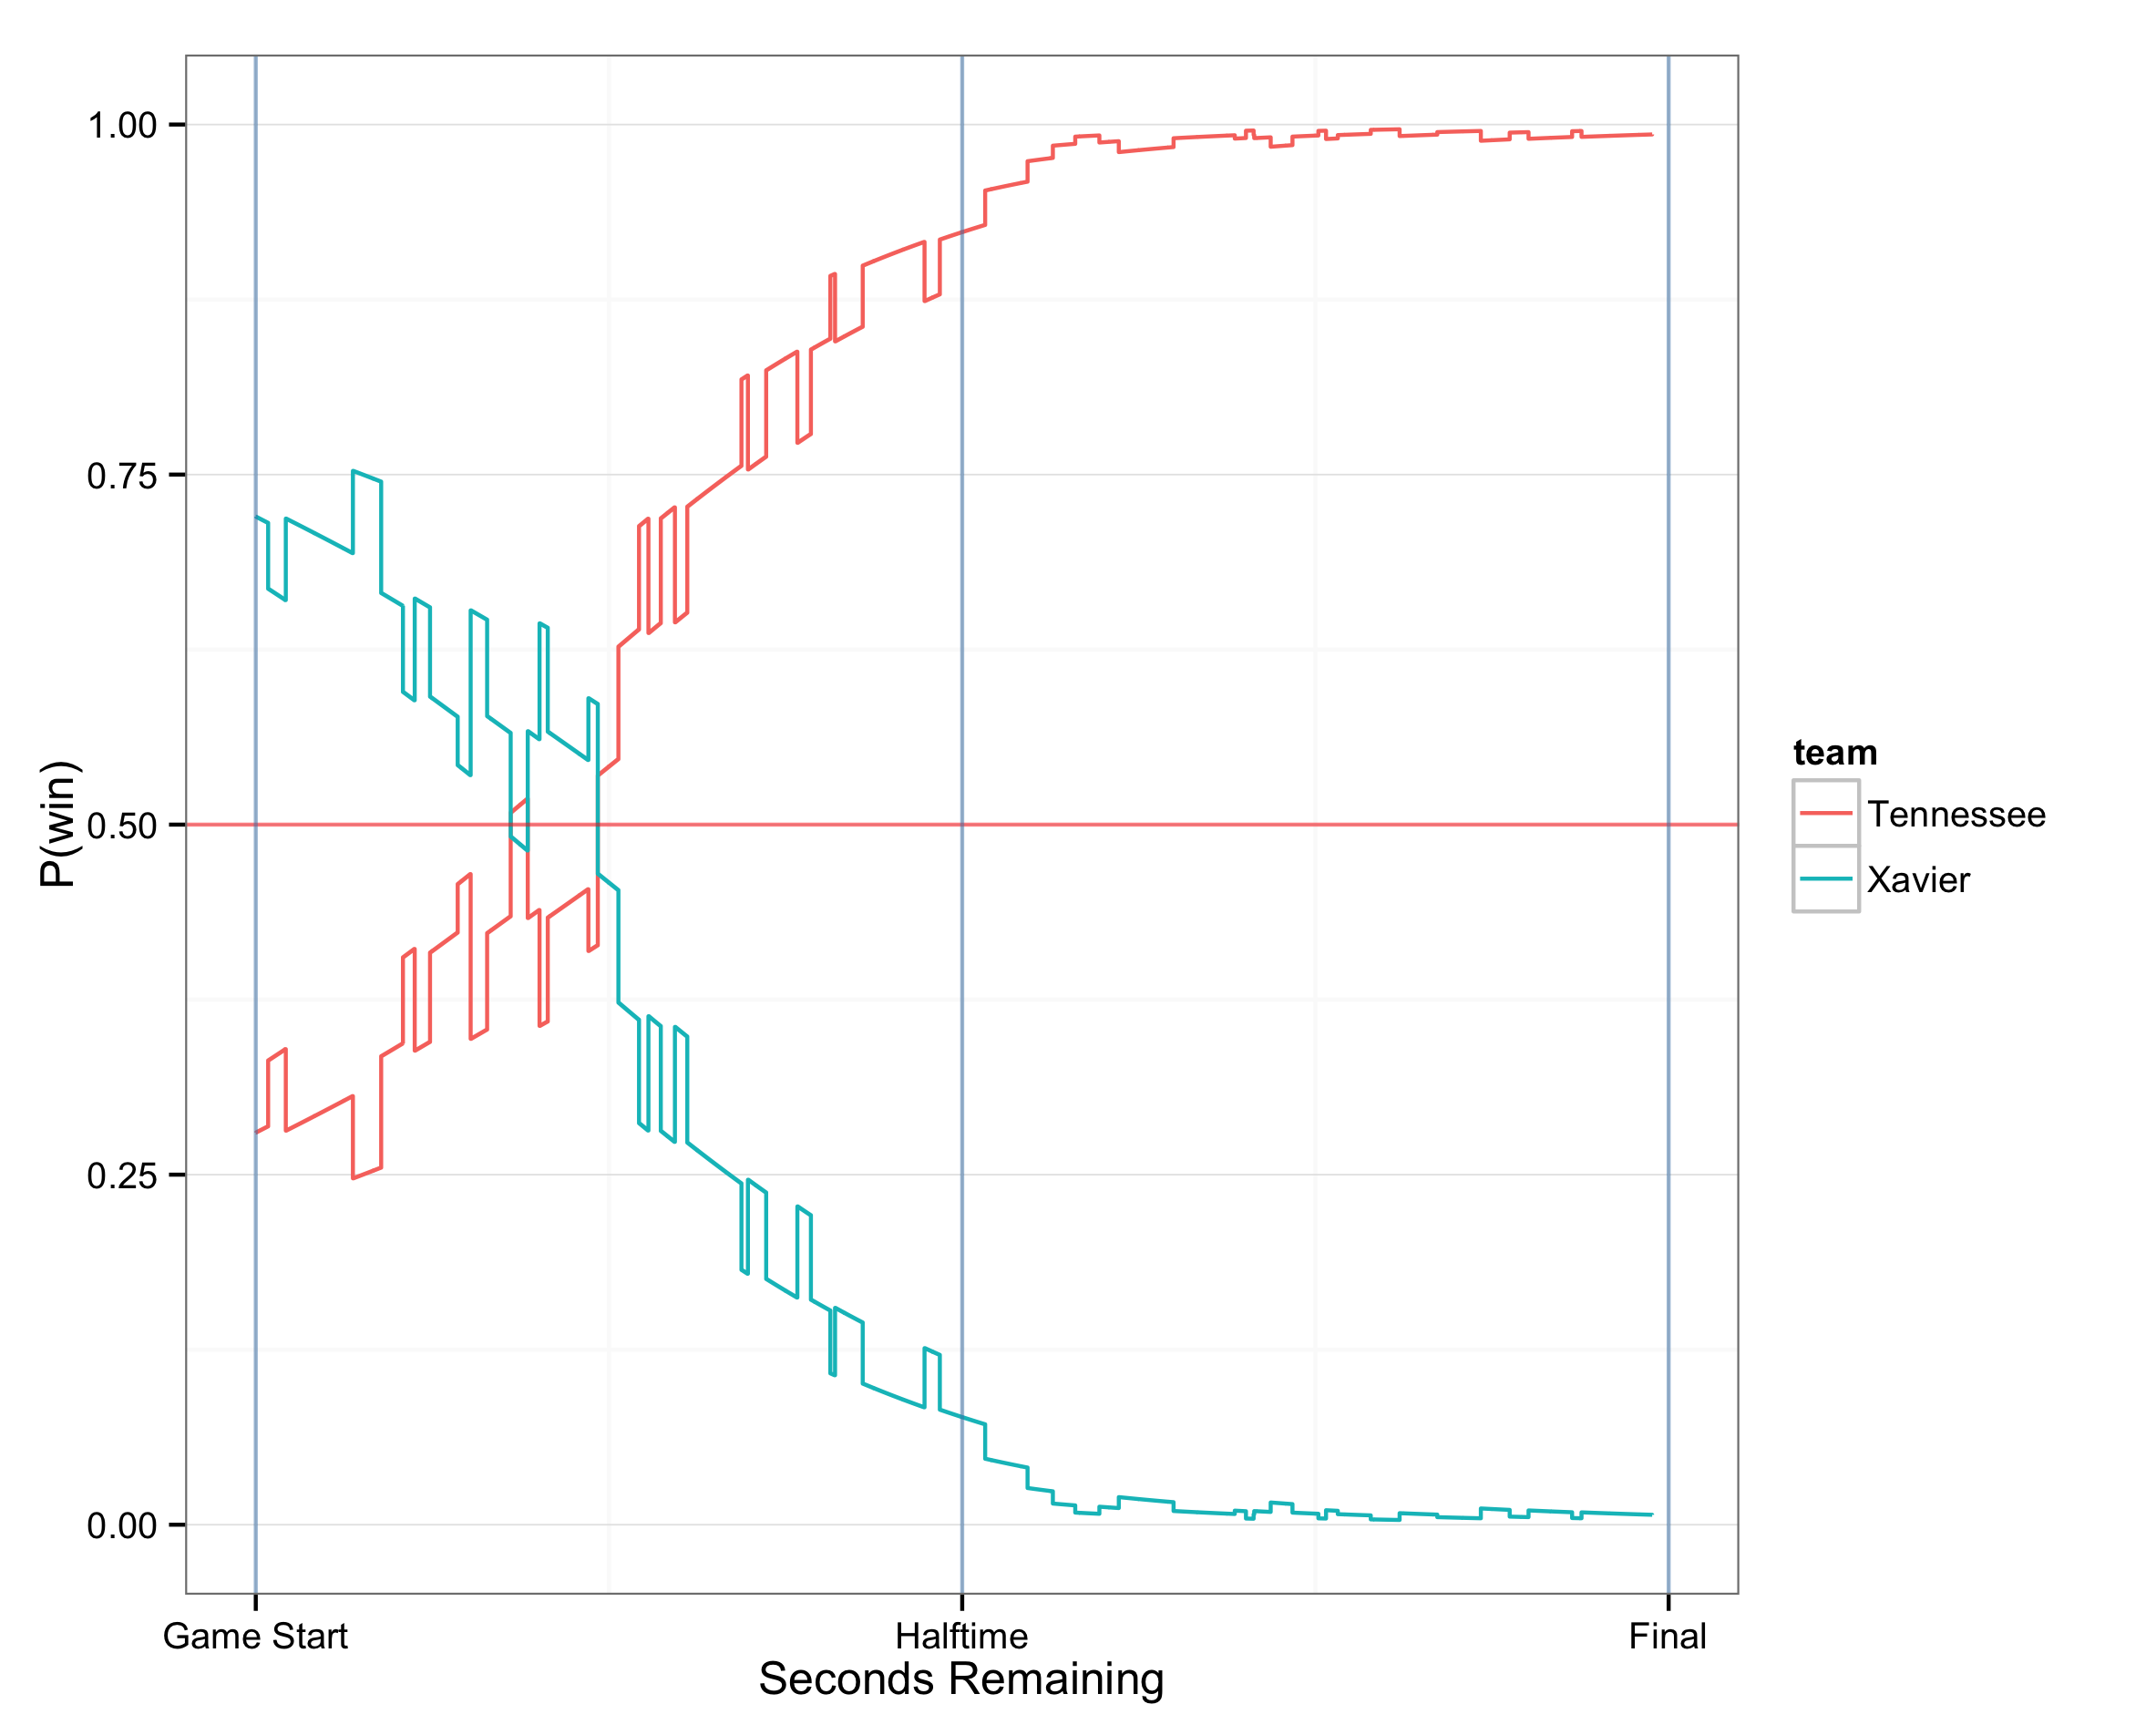 1.00
0.75
0.50
0.25
0.00
P(win)
Game Start
Halftime
Final
Seconds Remaining
team
Tennessee
Xavier